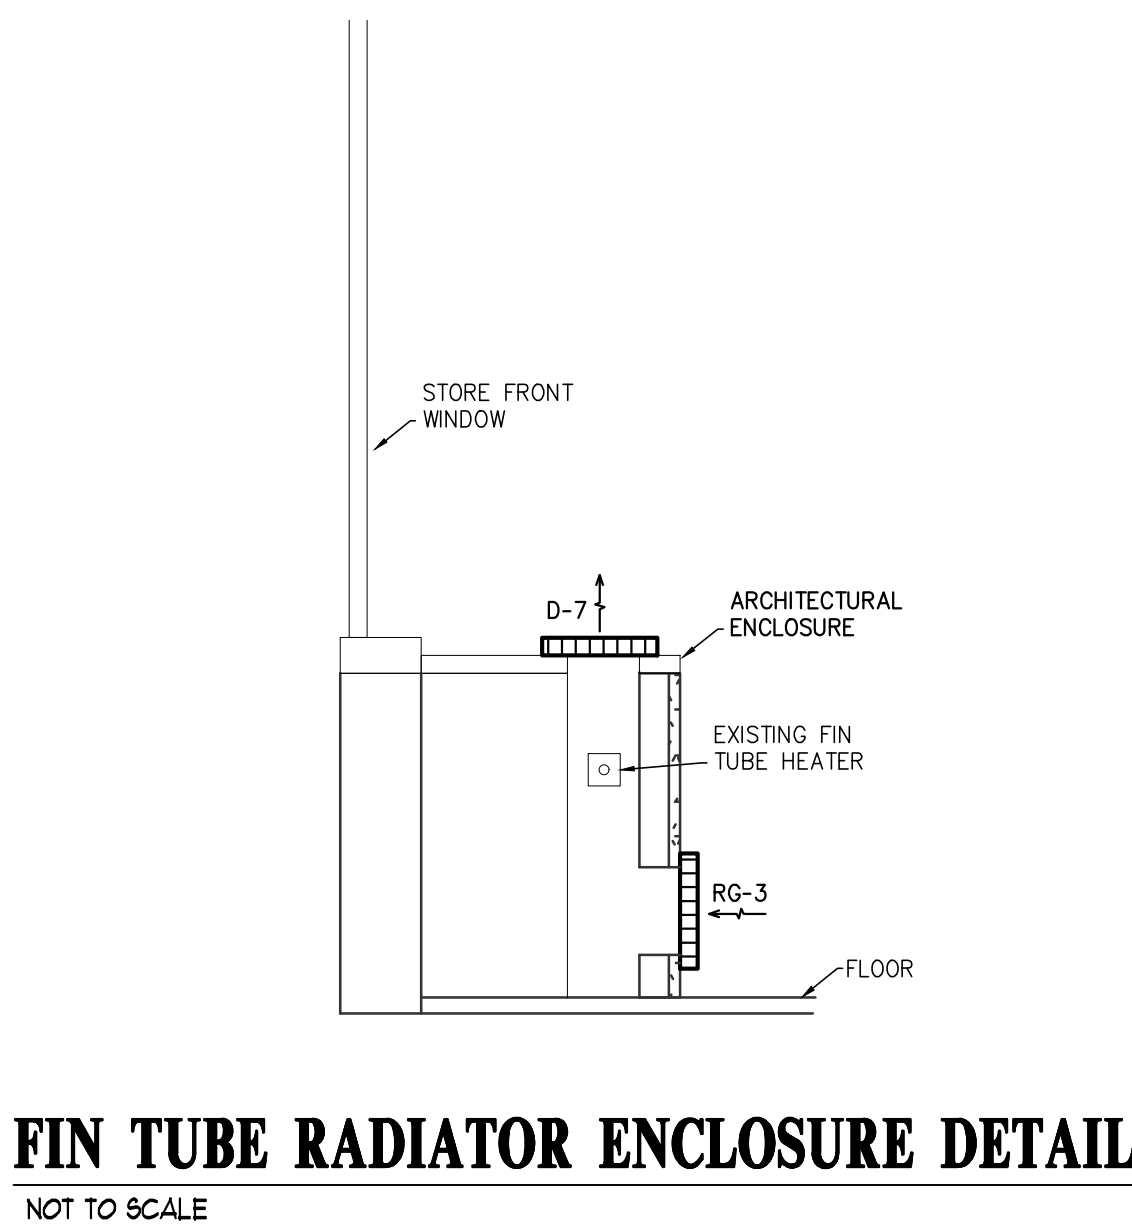 STORE FRONT
WINDOW
D-7
ARCHITECTURAL
ENCLOSURE
EXISTING FIN
TUBE HEATER
RG-3
FLOOR
FIN TUBE RADIATOR ENCLOSURE DETAIL
NOT TO SCALE